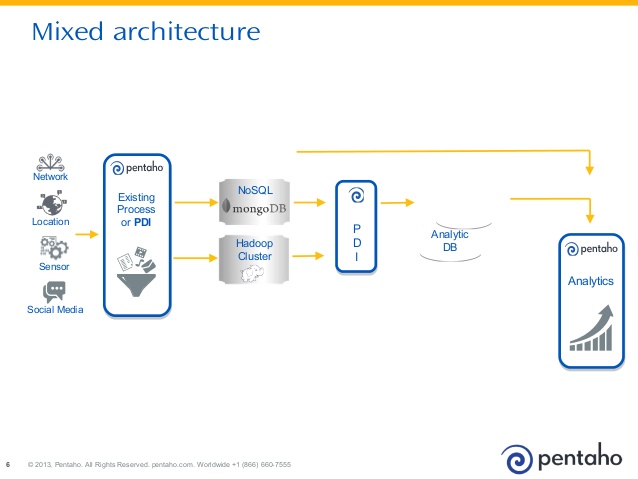 Mixed architecture
Network
Location
Sensor
Social Media
pentaho
Existing
Process
or PDI
NoSQL
mongoDB
Hadoop
Cluster
P
D
I
Analytic
DB
pentaho
Analytics
6 © 2013, Pentaho. All Rights Reserved. pentaho.com. Worldwide +1 (866) 660-7555
pentaho